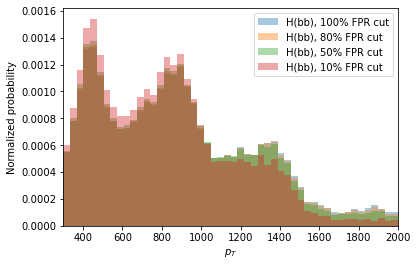 0.0016
0.0014
0.0012
0.0010
0.0008
0.0006
0.0004
0.0002
0.0000
Normalized probability
H(bb), 100% FPR cut
H(bb), 80% FPR cut
H(bb), 50% FPR cut
H(bb), 10% FPR cut
400 600 800 1000 1200 1400 1600 1800 2000
p_T